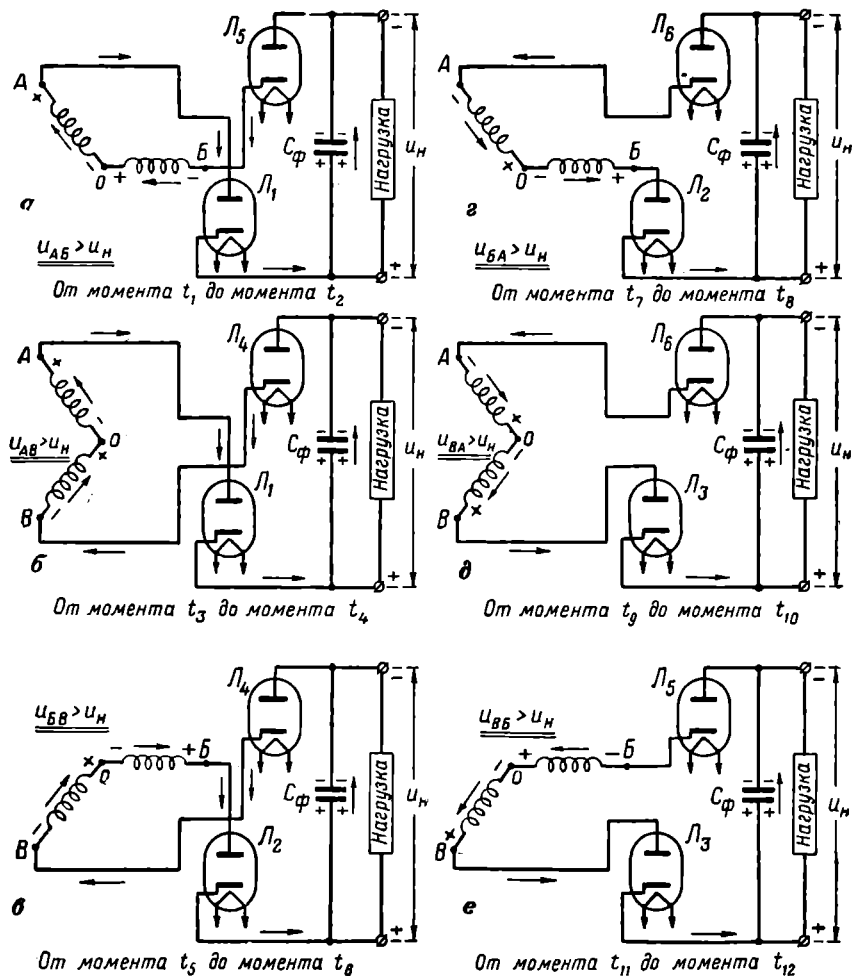 Л₅
А
Б
Л₁
О
+
−
Сф
Нагрузка
uн
а
uАБ > uн
От момента t₁ до момента t₂
Л₆
А
Б
Л₂
О
−
+
Сф
Нагрузка
uн
г
uБА > uн
От момента t₇ до момента t₈
Л₄
А
О
Л₁
В
Сф
Нагрузка
uн
uАВ > uн
б
От момента t₃ до момента t₄
Л₆
А
О
Л₃
В
Сф
Нагрузка
uн
uВА > uн
д
От момента t₉ до момента t₁₀
Л₄
uБВ > uн
− + Б
О
В
Л₂
Сф
Нагрузка
uн
в
От момента t₅ до момента t₆
Л₅
uВБ > uн
+ − Б
О
В
Л₃
Сф
Нагрузка
uн
е
От момента t₁₁ до момента t₁₂